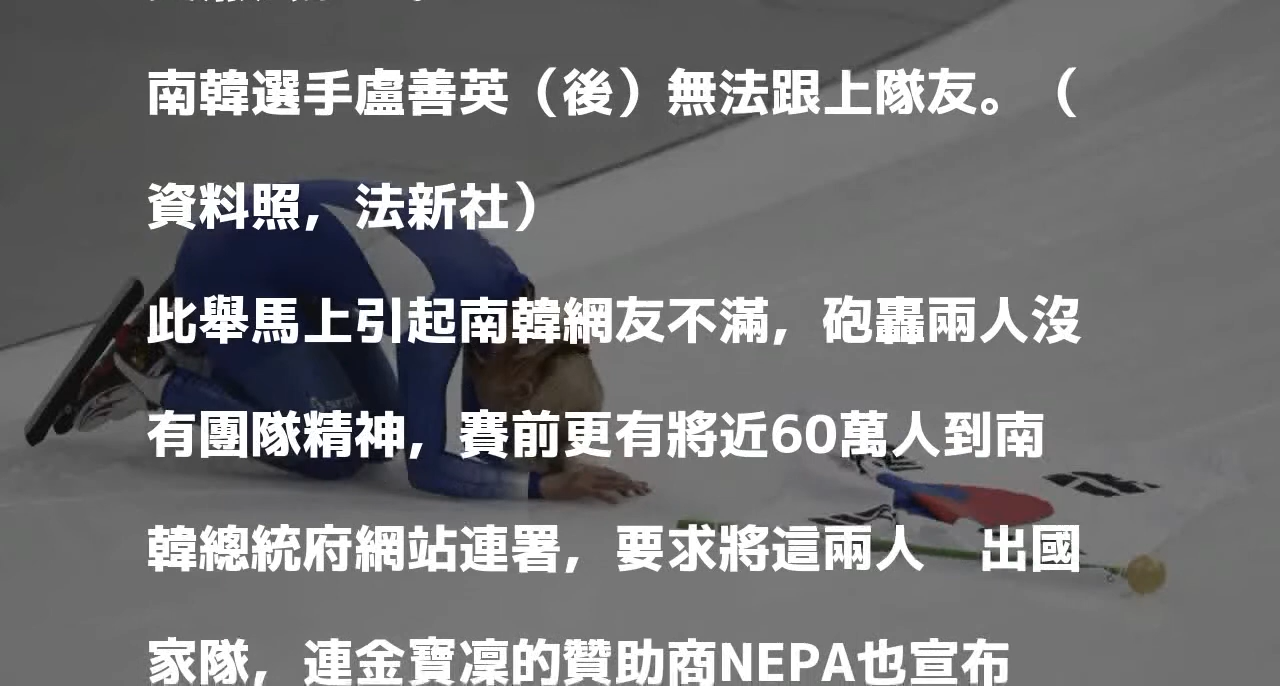 南韓選手盧善英（後）無法跟上隊友。（
資料照，法新社）
此舉馬上引起南韓網友不滿，砲轟兩人沒
有團隊精神，賽前更有將近60萬人到南
韓總統府網站連署，要求將這兩人　出國
家隊，連金寶凜的贊助商NEPA也宣布